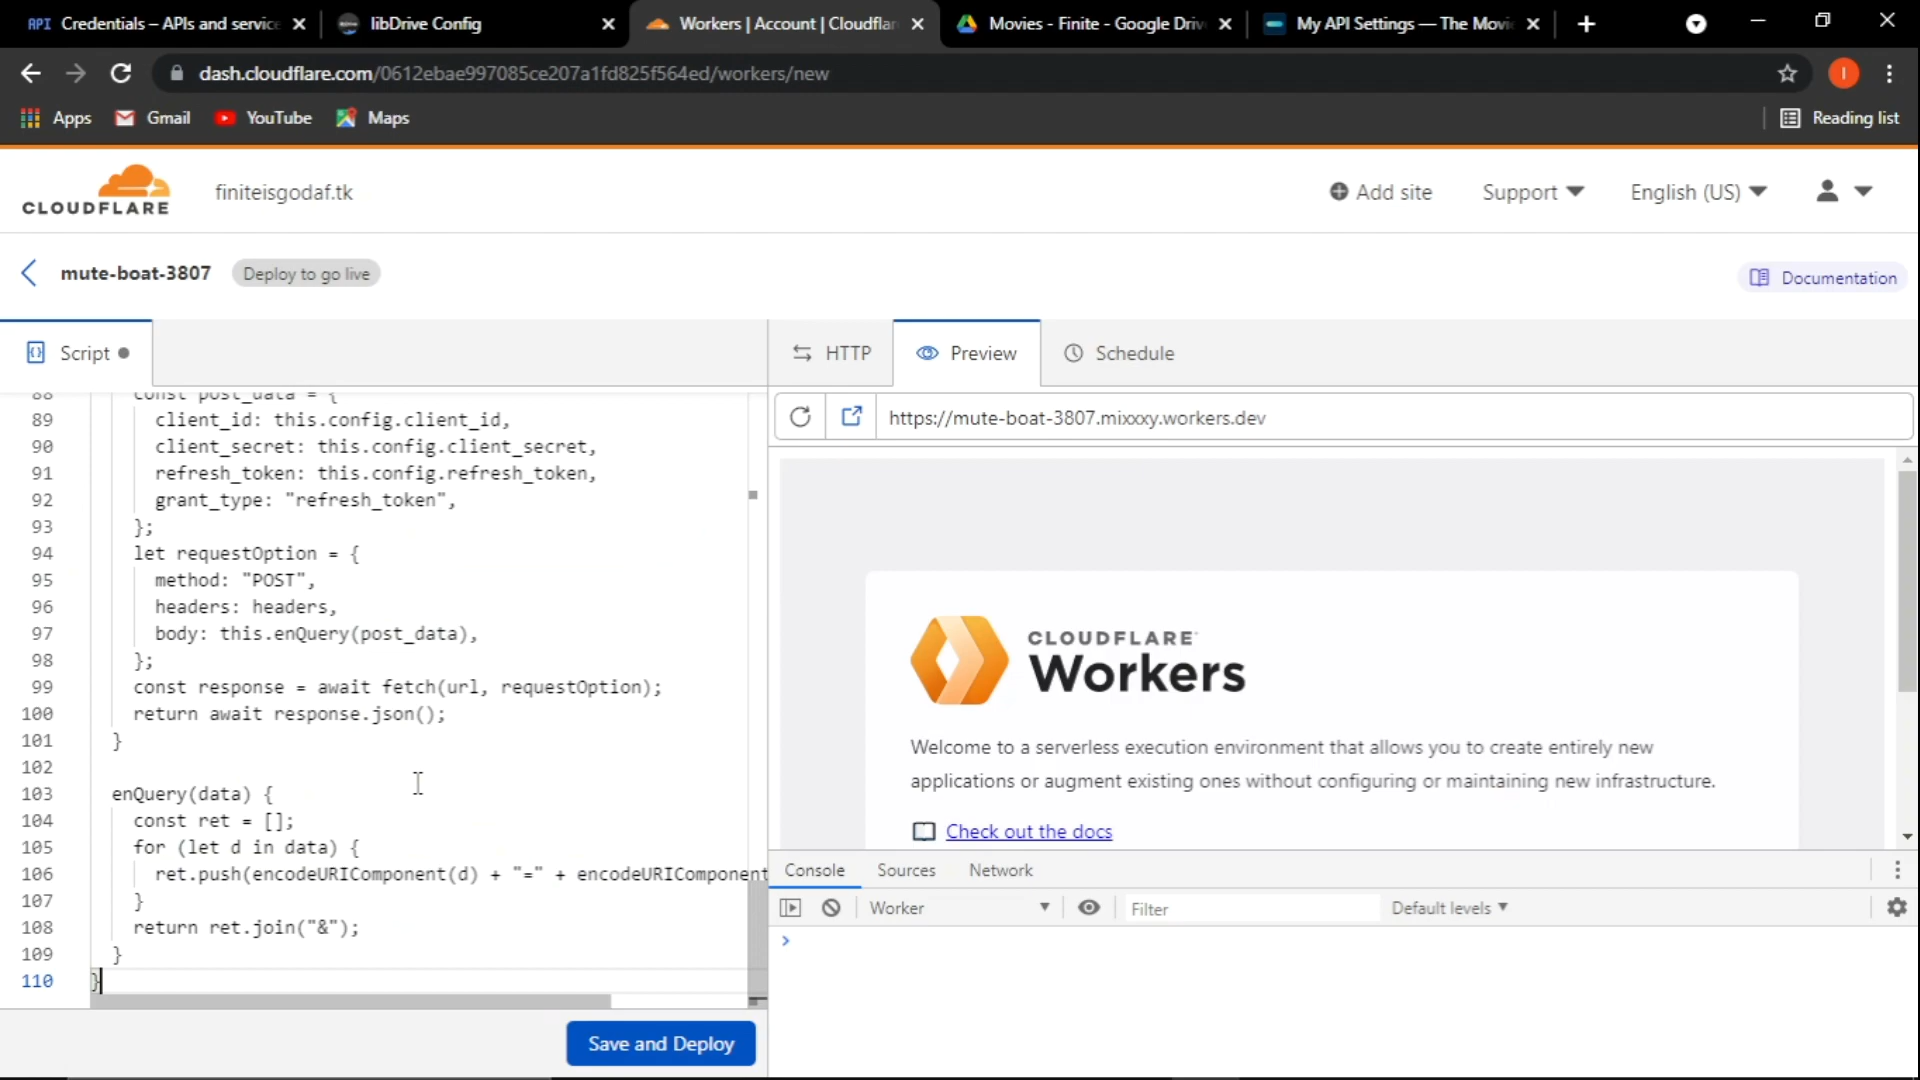 API Credentials – APIs and service
libDrive Config
Workers | Account | Cloudflar
Movies - Finite - Google Driv
My API Settings — The Movi
dash.cloudflare.com/0612ebae997085ce207a1fd825f564ed/workers/new
I
Apps
Gmail
YouTube
Maps
Reading list
CLOUDFLARE
finiteisgodaf.tk
Add site
Support
English (US)
mute-boat-3807
Deploy to go live
Documentation
Script
HTTP
Preview
Schedule
https://mute-boat-3807.mixxxy.workers.dev
88 const post_data = {
89 client_id: this.config.client_id,
90 client_secret: this.config.client_secret,
91 refresh_token: this.config.refresh_token,
92 grant_type: "refresh_token",
93 };
94 let requestOption = {
95 method: "POST",
96 headers: headers,
97 body: this.enQuery(post_data),
98 };
99 const response = await fetch(url, requestOption);
100 return await response.json();
101 }
102
103 enQuery(data) {
104 const ret = [];
105 for (let d in data) {
106 ret.push(encodeURIComponent(d) + "=" + encodeURIComponent
107 }
108 return ret.join("&");
109 }
110 }
Save and Deploy
CLOUDFLARE
Workers
Welcome to a serverless execution environment that allows you to create entirely new
applications or augment existing ones without configuring or maintaining new infrastructure.
Check out the docs
Console
Sources
Network
Worker
Filter
Default levels